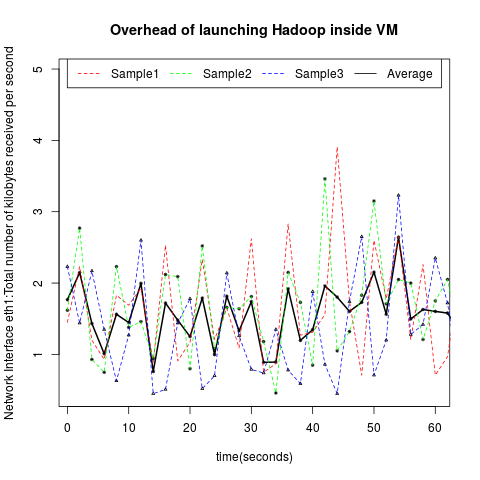 Overhead of launching Hadoop inside VM
Sample1 Sample2 Sample3 Average
Network Interface eth1:Total number of kilobytes received per second
5
4
3
2
1
0 10 20 30 40 50 60
time(seconds)